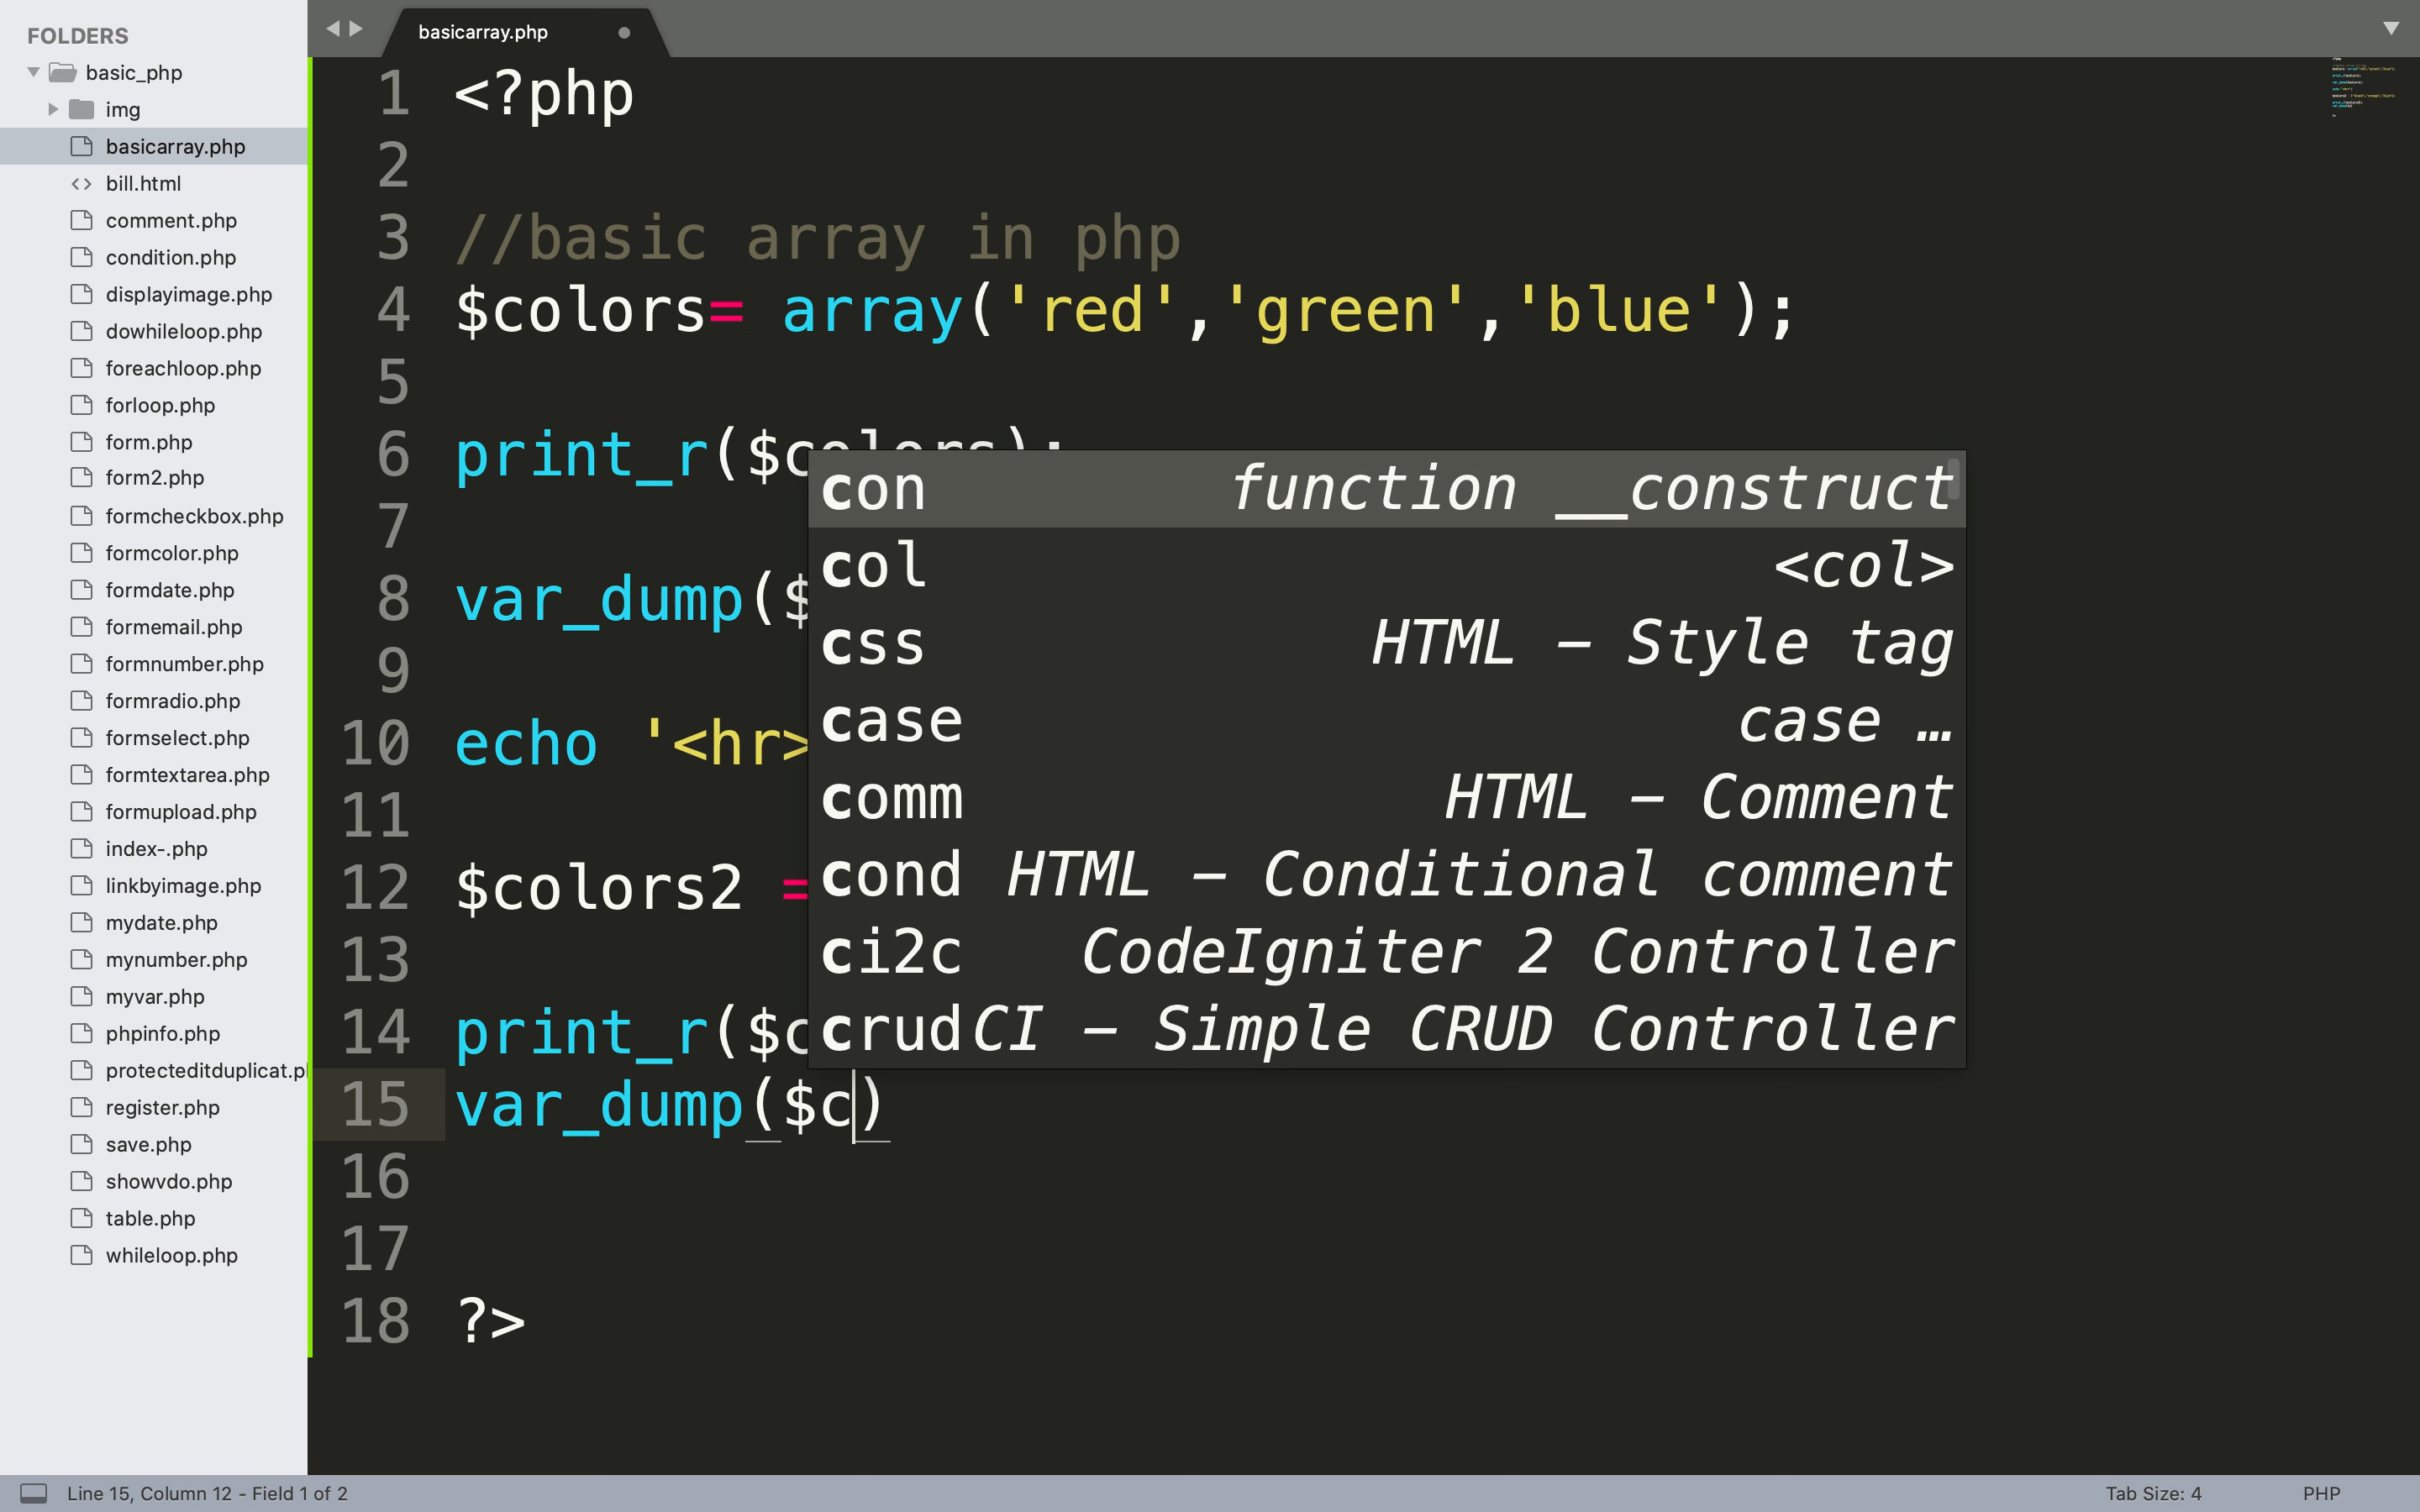 FOLDERS
basic_php
img
basicarray.php
bill.html
comment.php
condition.php
displayimage.php
dowhileloop.php
foreachloop.php
forloop.php
form.php
form2.php
formcheckbox.php
formcolor.php
formdate.php
formemail.php
formnumber.php
formradio.php
formselect.php
formtextarea.php
formupload.php
index-.php
linkbyimage.php
mydate.php
mynumber.php
myvar.php
phpinfo.php
protecteditduplicat.p
register.php
save.php
showvdo.php
table.php
whileloop.php
basicarray.php
1 <?php
2
3 //basic array in php
4 $colors= array('red','green','blue');
5
6 print_r($colors);
7
8 var_dump($
9
10 echo '<hr>
11
12 $colors2 =
13
14 print_r($c
15 var_dump($c)
16
17
18 ?>
con function __construct
col <col>
css HTML – Style tag
case case …
comm HTML – Comment
cond HTML – Conditional comment
ci2c CodeIgniter 2 Controller
crud CI – Simple CRUD Controller
Line 15, Column 12 - Field 1 of 2
Tab Size: 4
PHP